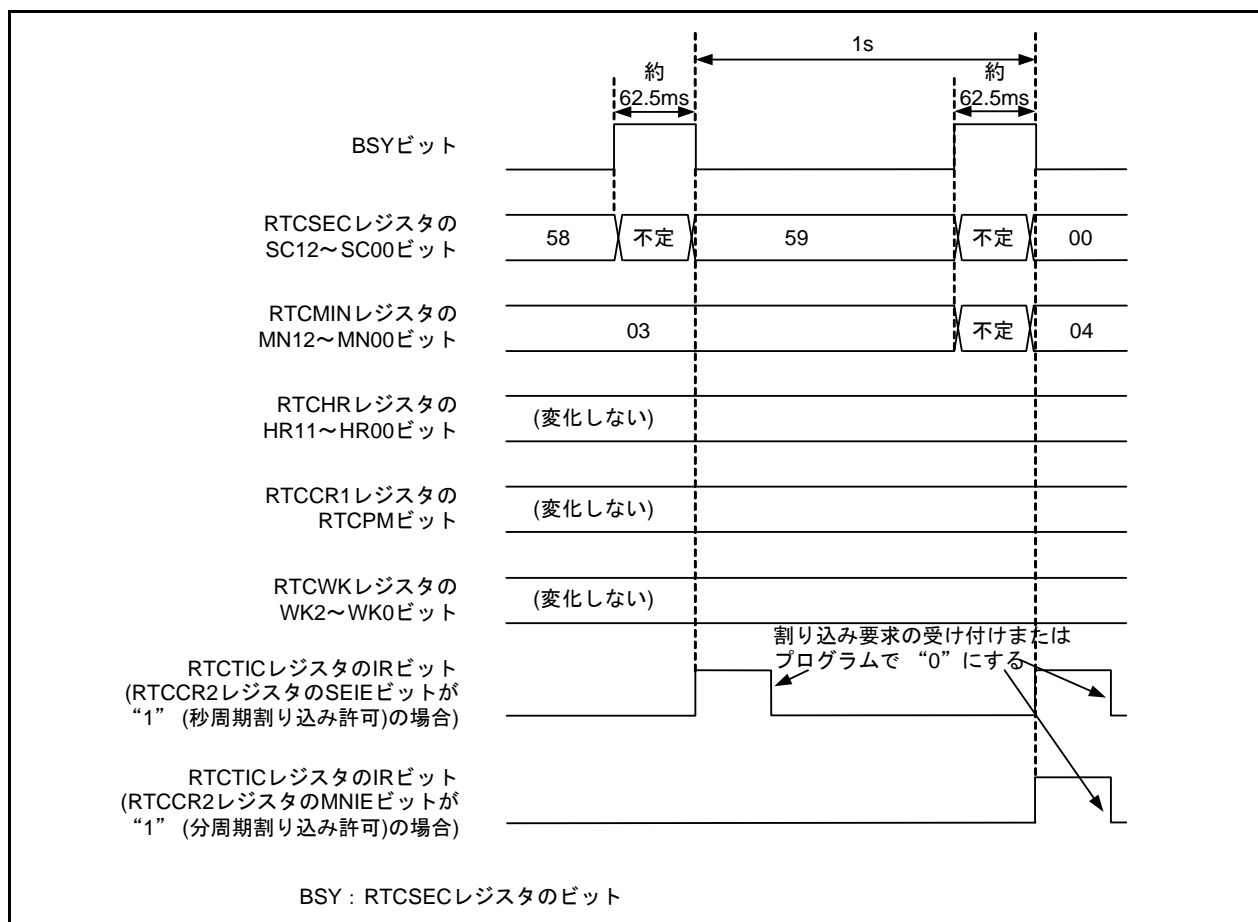 1s
約
62.5ms
約
62.5ms
BSYビット
RTCSECレジスタの
SC12～SC00ビット
58
不定
59
不定
00
RTCMINレジスタの
MN12～MN00ビット
03
不定
04
RTCHRレジスタの
HR11～HR00ビット
(変化しない)
RTCCR1レジスタの
RTCPMビット
(変化しない)
RTCWKレジスタの
WK2～WK0ビット
(変化しない)
割り込み要求の受け付けまたは
プログラムで “0”にする
RTCTICレジスタのIRビット
(RTCCR2レジスタのSEIEビットが
“1” (秒周期割り込み許可)の場合)
RTCTICレジスタのIRビット
(RTCCR2レジスタのMNIEビットが
“1” (分周期割り込み許可)の場合)
BSY：RTCSECレジスタのビット